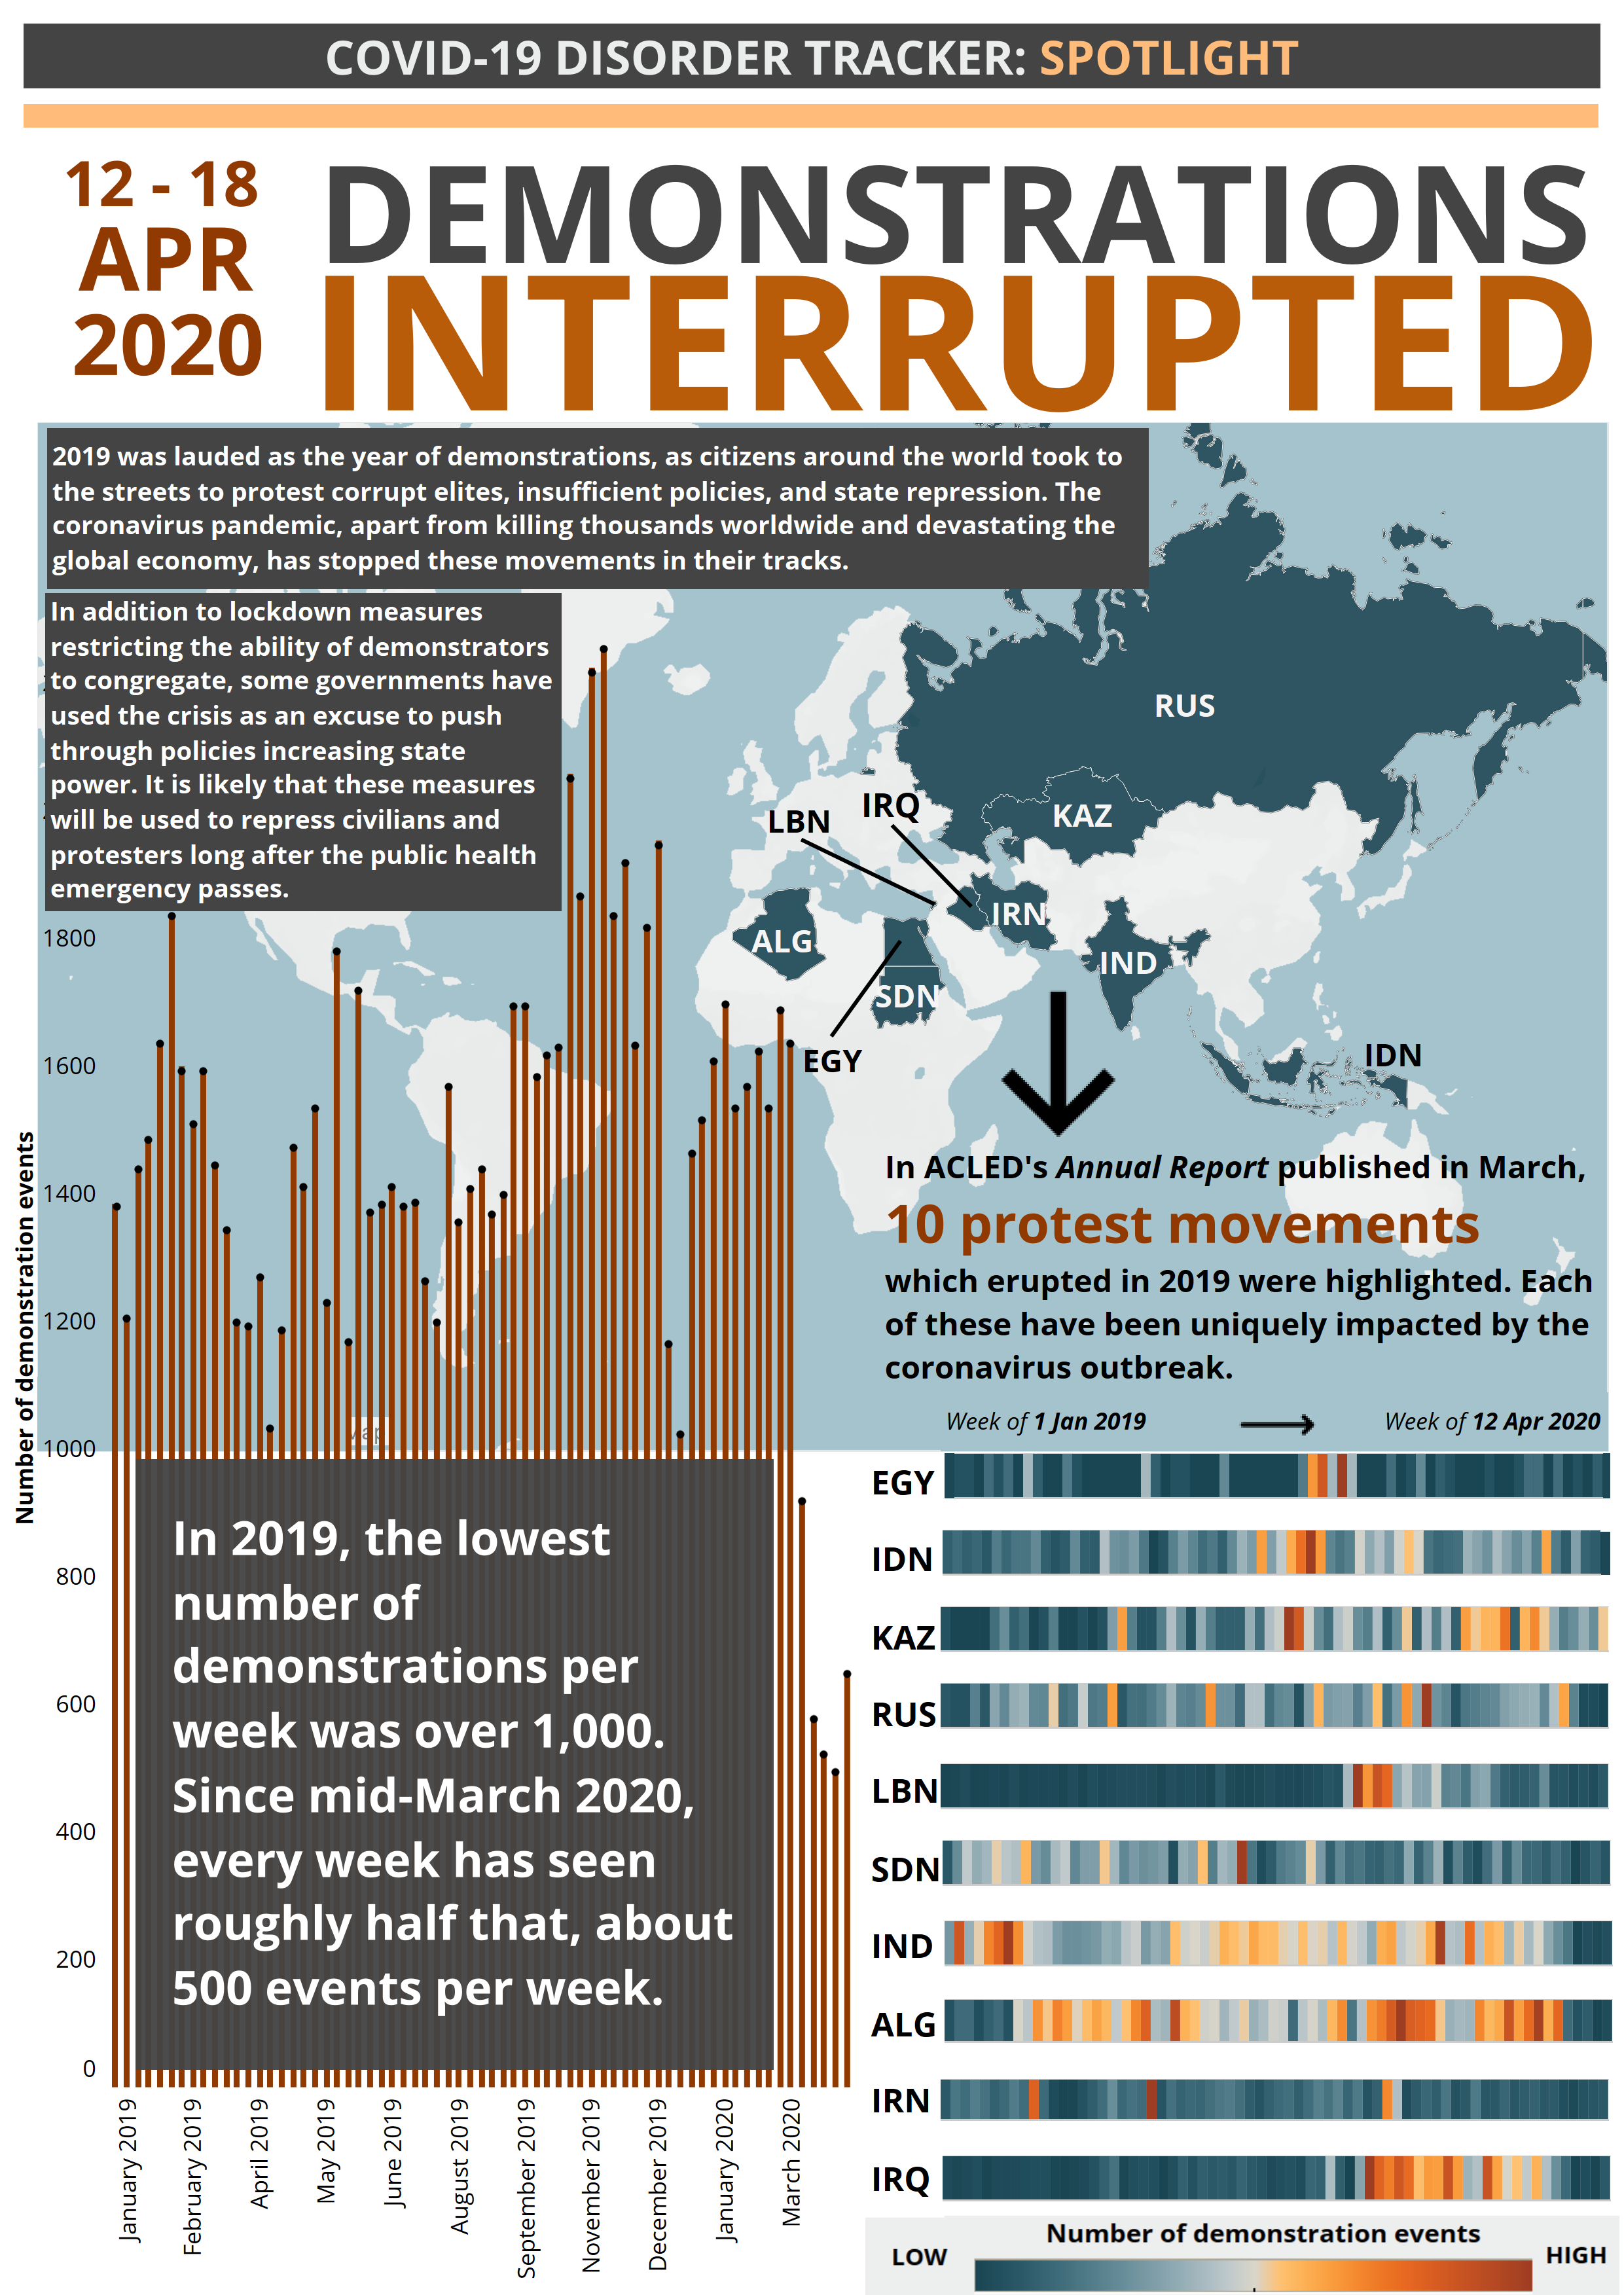 COVID-19 DISORDER TRACKER: SPOTLIGHT
12 - 18
APR
2020
DEMONSTRATIONS
INTERRUPTED
2019 was lauded as the year of demonstrations, as citizens around the world took to
the streets to protest corrupt elites, insufficient policies, and state repression. The
coronavirus pandemic, apart from killing thousands worldwide and devastating the
global economy, has stopped these movements in their tracks.
In addition to lockdown measures
restricting the ability of demonstrators
to congregate, some governments have
used the crisis as an excuse to push
through policies increasing state
power. It is likely that these measures
will be used to repress civilians and
protesters long after the public health
emergency passes.
RUS
KAZ
LBN
IRQ
IRN
ALG
IND
SDN
EGY
IDN
Number of demonstration events
1800
1600
1400
1200
1000
800
600
400
200
0
In ACLED's Annual Report published in March,
10 protest movements
which erupted in 2019 were highlighted. Each
of these have been uniquely impacted by the
coronavirus outbreak.
Week of 1 Jan 2019
Week of 12 Apr 2020
In 2019, the lowest
number of
demonstrations per
week was over 1,000.
Since mid-March 2020,
every week has seen
roughly half that, about
500 events per week.
EGY
IDN
KAZ
RUS
LBN
SDN
IND
ALG
IRN
IRQ
January 2019
February 2019
April 2019
May 2019
June 2019
August 2019
September 2019
November 2019
December 2019
January 2020
March 2020
Number of demonstration events
LOW
HIGH